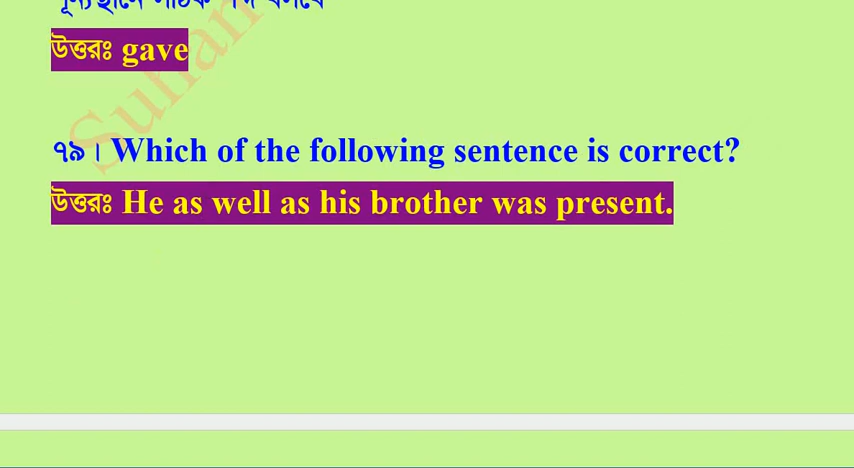 উত্তরঃ gave
Suhan
৭৯। Which of the following sentence is correct?
উত্তরঃ He as well as his brother was present.